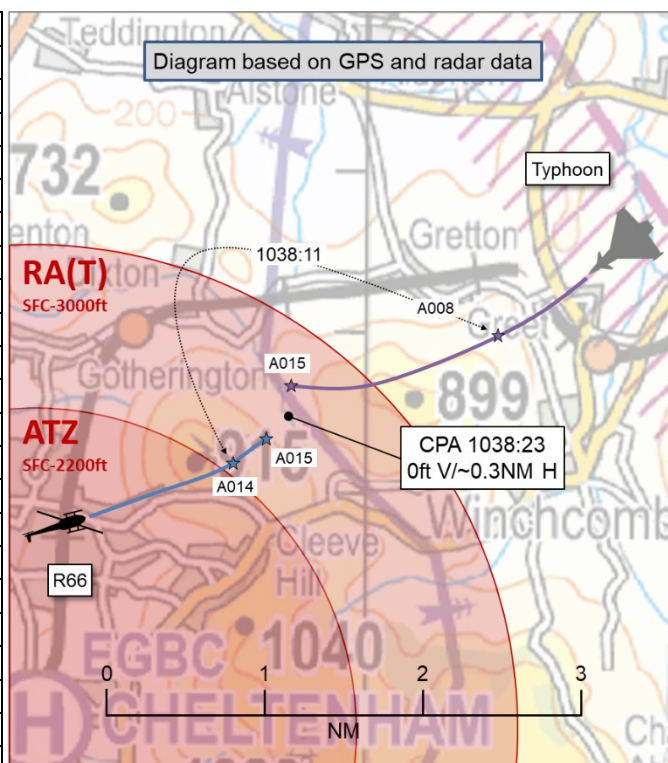 Teddington
Diagram based on GPS and radar data
Alstone
200
732
Typhoon
Gretton
1038:11
RA(T)
SFC-3000ft
A008
Greet
A015
Gotherington
899
ATZ
SFC-2200ft
CPA 1038:23
0ft V/~0.3NM H
A015
A014
Winchcomb
Cleeve
Hill
R66
EGBC 1040
0 1 2 3
H CHELTENHAM
NM